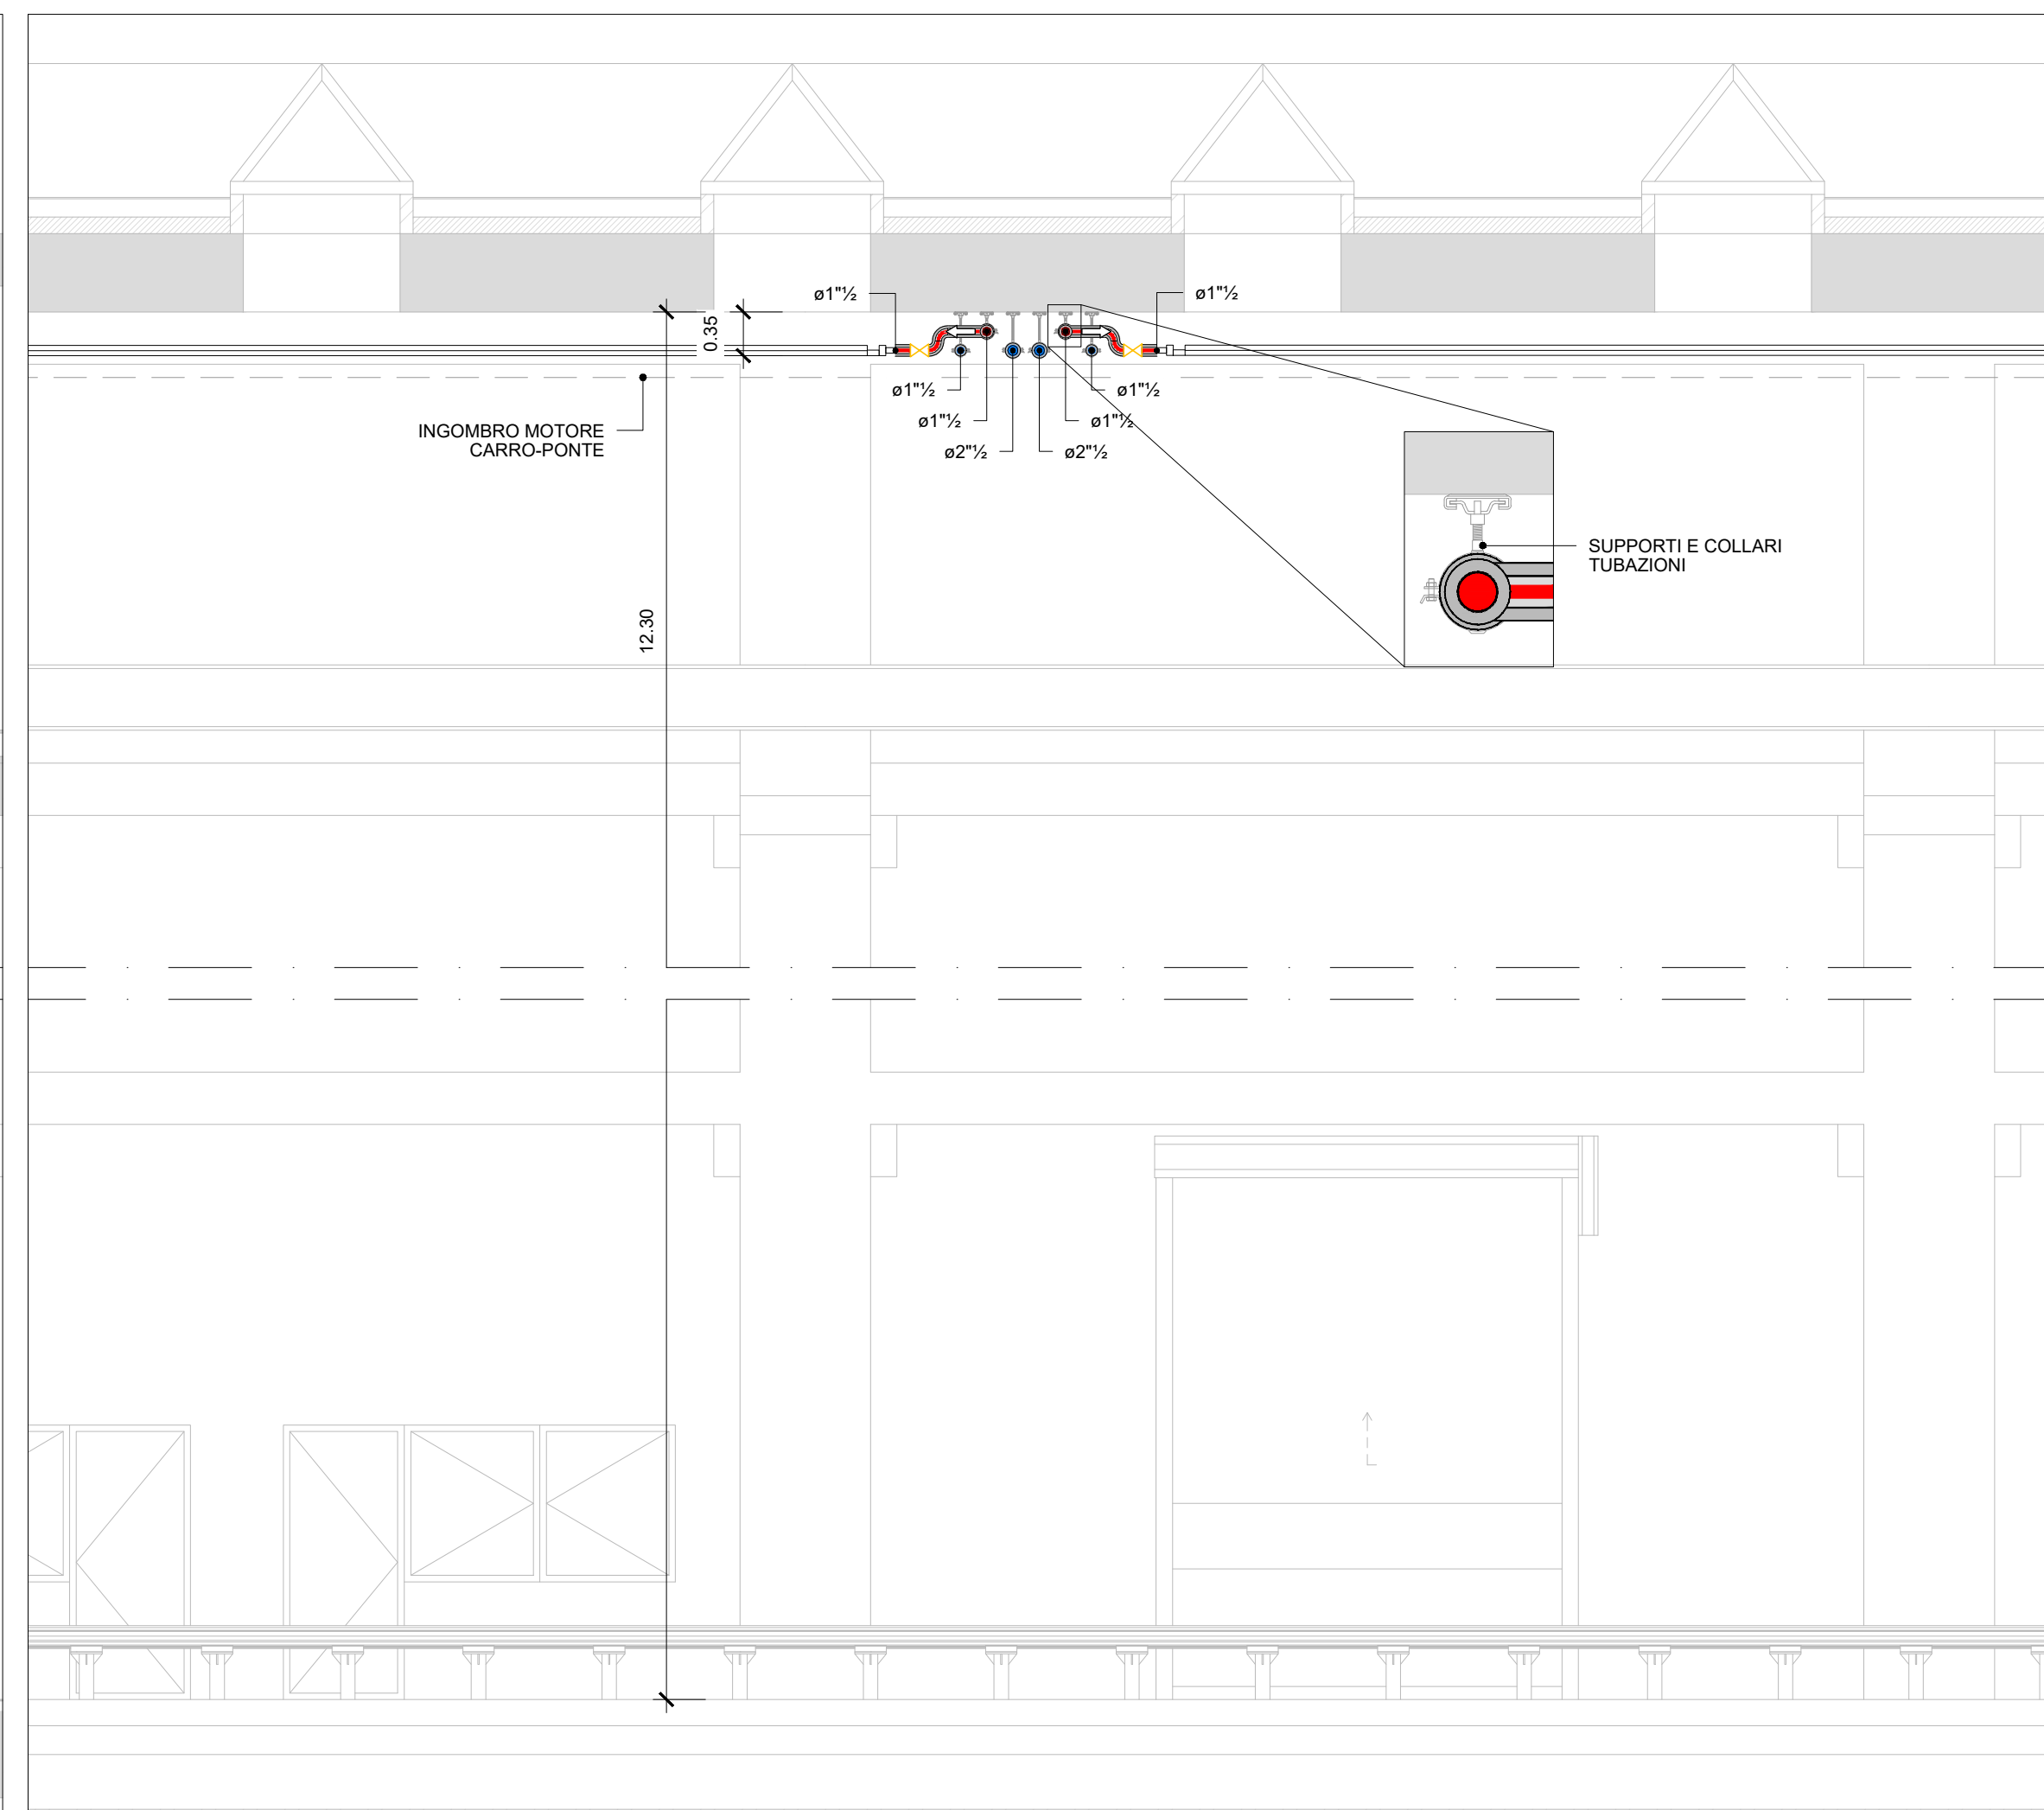 ø1"½
ø1"½
0.35
ø1"½
ø1"½
ø1"½
ø1"½
INGOMBRO MOTORE
CARRO-PONTE
ø2"½
ø2"½
SUPPORTI E COLLARI
TUBAZIONI
12.30